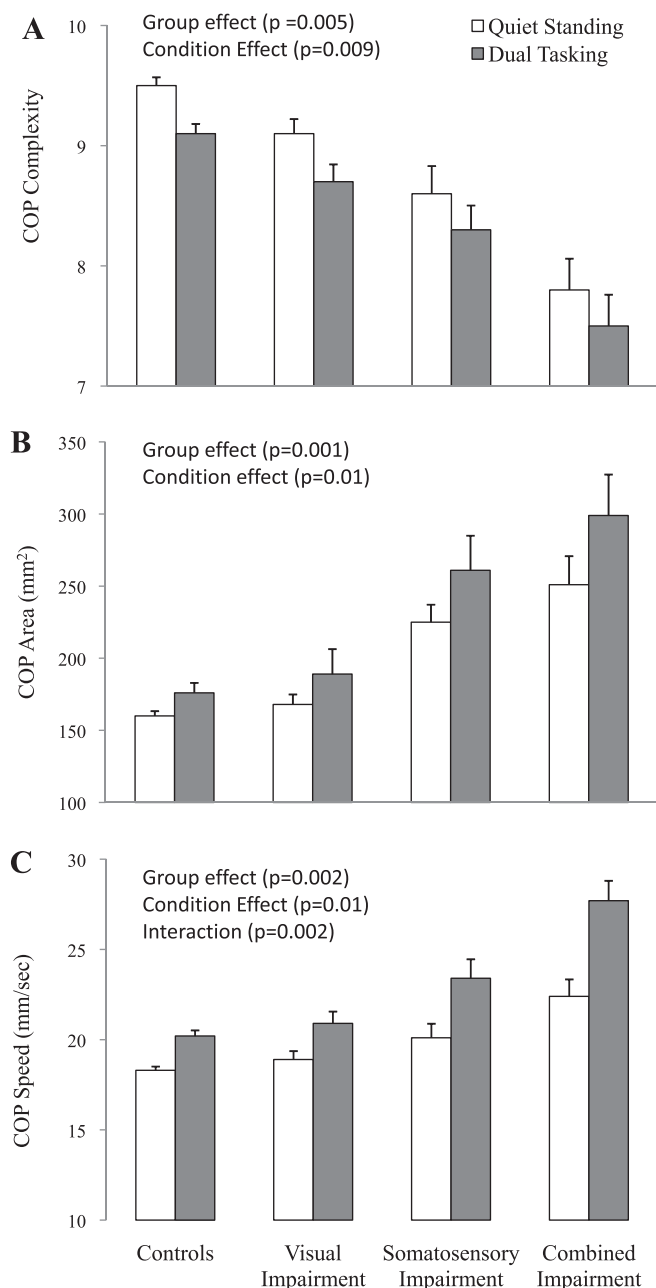 A
Group effect (p =0.005)
Condition Effect (p=0.009)
Quiet Standing
Dual Tasking
COP Complexity
10
9
8
7
B
Group effect (p=0.001)
Condition effect (p=0.01)
COP Area (mm²)
350
300
250
200
150
100
C
Group effect (p=0.002)
Condition Effect (p=0.01)
Interaction (p=0.002)
COP Speed (mm/sec)
30
25
20
15
10
Controls
Visual
Impairment
Somatosensory
Impairment
Combined
Impairment